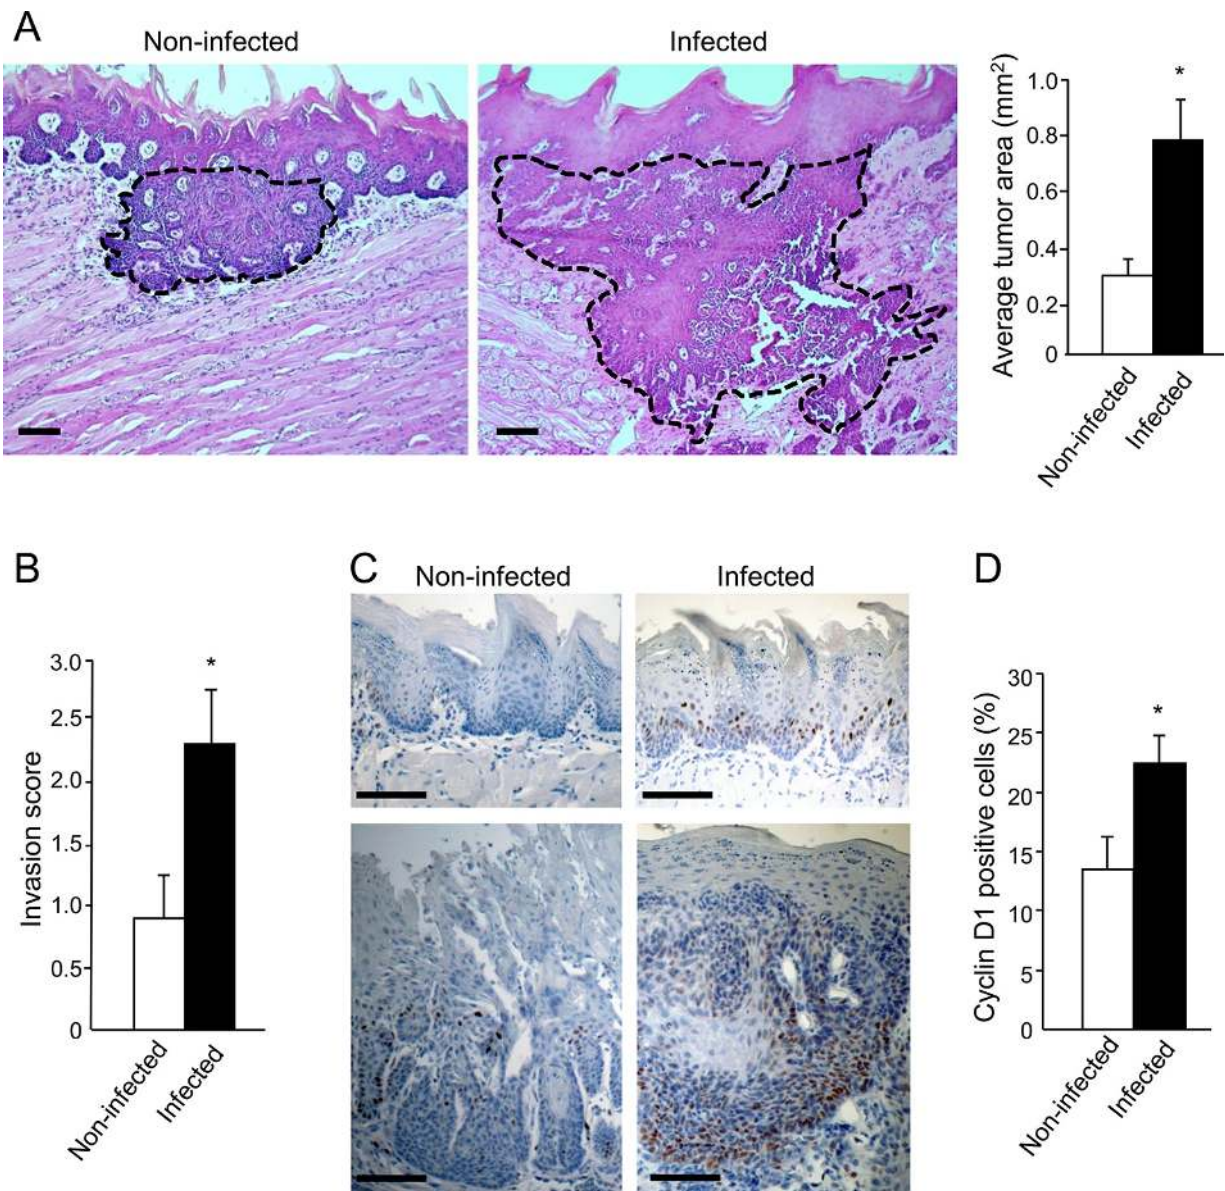 A
Non-infected
Infected
Average tumor area (mm²)
1.0
0.8
0.6
0.4
0.2
0
*
Non-infected
Infected
B
Invasion score
3.0
2.5
2.0
1.5
1.0
0.5
0
*
Non-infected
Infected
C
Non-infected
Infected
D
Cyclin D1 positive cells (%)
30
25
20
15
10
5
0
*
Non-infected
Infected